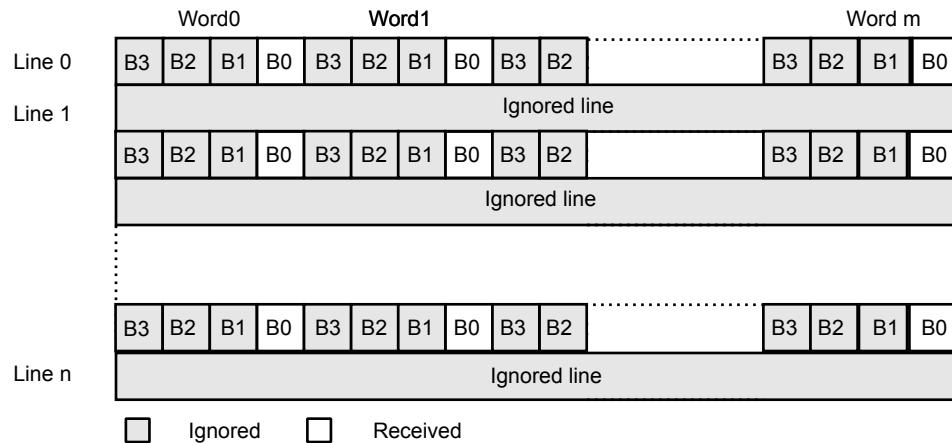 Word0 Word1 Word m
Line 0 B3 B2 B1 B0 B3 B2 B1 B0 B3 B2 B3 B2 B1 B0
Line 1 Ignored line
B3 B2 B1 B0 B3 B2 B1 B0 B3 B2 B3 B2 B1 B0
Ignored line
B3 B2 B1 B0 B3 B2 B1 B0 B3 B2 B3 B2 B1 B0
Line n Ignored line
Ignored Received